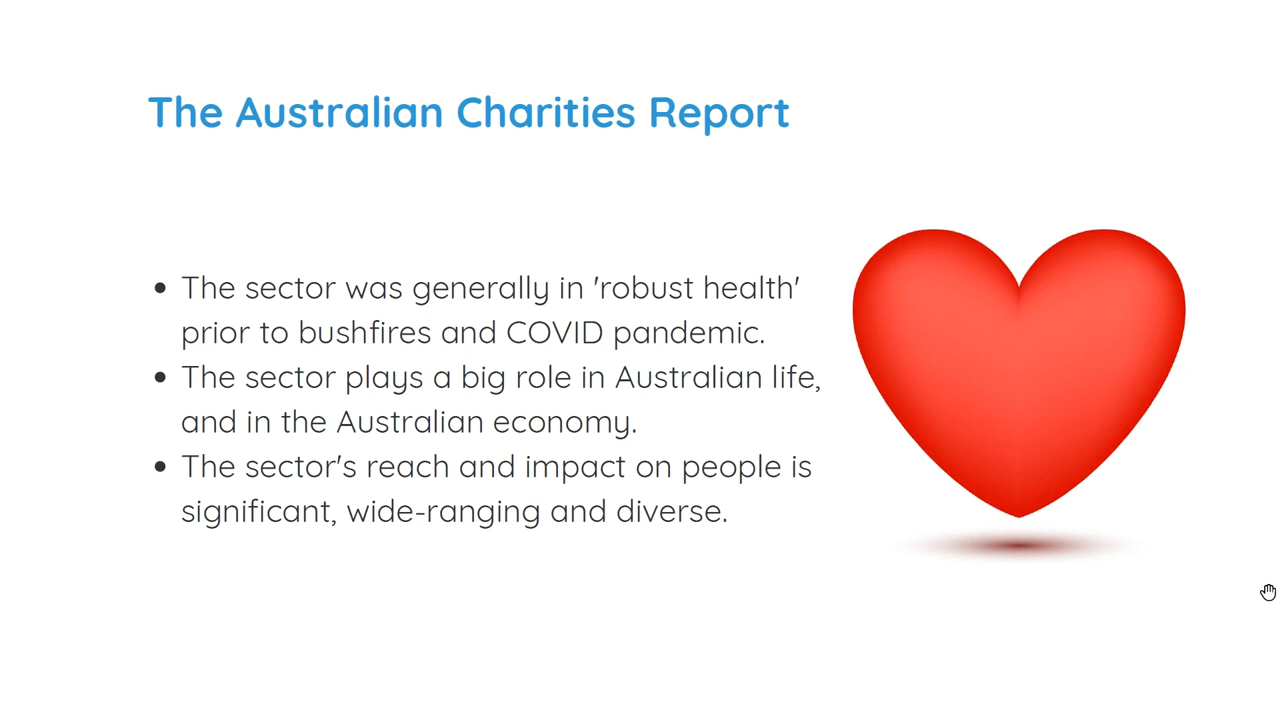 The Australian Charities Report
• The sector was generally in 'robust health'
prior to bushfires and COVID pandemic.
• The sector plays a big role in Australian life,
and in the Australian economy.
• The sector's reach and impact on people is
significant, wide-ranging and diverse.